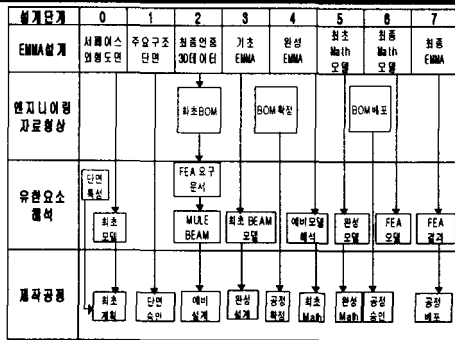 설계단계 0 1 2 3 4 5 6 7
EMMA설계
서페이스
외형도면
주요구조
단면
최종인증
3D데이터
기초
EMMA
완성
EMMA
최초
Math
모델
최종
Math
모델
최종
EMMA
엔지니어링
자료형상
최초BOM
BOM확정
BOM배포
유한요소
해석
단면
특성
최초
모델
FEA 요구
문서
MULE
BEAM
최초 BEAM
모델
예비모델
해석
완성
모델
FEA
모델
FEA
결과
제작공정
최초
계획
단면
승인
예비
설계
완성
설계
공정
확정
최초
Math
완성
Math
공정
승인
공정
배포